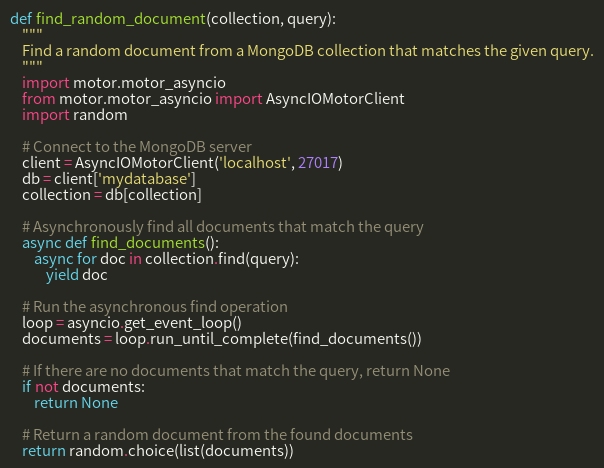 def find_random_document(collection, query):
    """
    Find a random document from a MongoDB collection that matches the given query.
    """
    import motor.motor_asyncio
    from motor.motor_asyncio import AsyncIOMotorClient
    import random

    # Connect to the MongoDB server
    client = AsyncIOMotorClient('localhost', 27017)
    db = client['mydatabase']
    collection = db[collection]

    # Asynchronously find all documents that match the query
    async def find_documents():
        async for doc in collection.find(query):
            yield doc

    # Run the asynchronous find operation
    loop = asyncio.get_event_loop()
    documents = loop.run_until_complete(find_documents())

    # If there are no documents that match the query, return None
    if not documents:
        return None

    # Return a random document from the found documents
    return random.choice(list(documents))